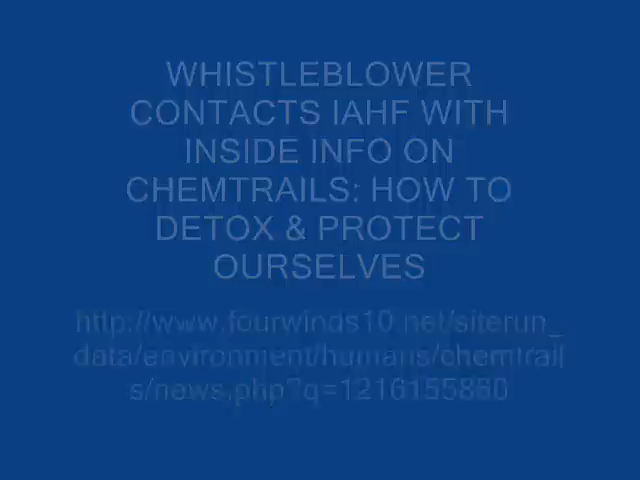 WHISTLEBLOWER
CONTACTS IAHF WITH
INSIDE INFO ON
CHEMTRAILS: HOW TO
DETOX & PROTECT
OURSELVES
http://www.fourwinds10.net/siterun_
data/environment/humans/chemtrail
s/news.php?q=1216155860